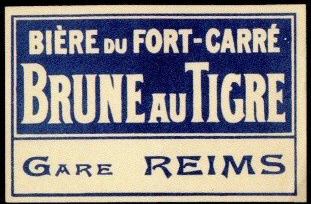 BIÈRE DU FORT-CARRÉ
BRUNE AU TIGRE
GARE REIMS